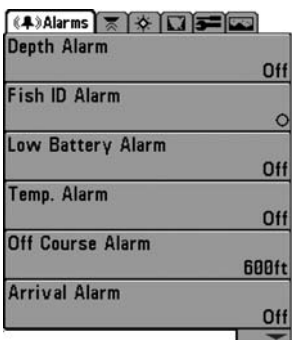 Alarms
Depth Alarm
Off
Fish ID Alarm
Low Battery Alarm
Off
Temp. Alarm
Off
Off Course Alarm
600ft
Arrival Alarm
Off